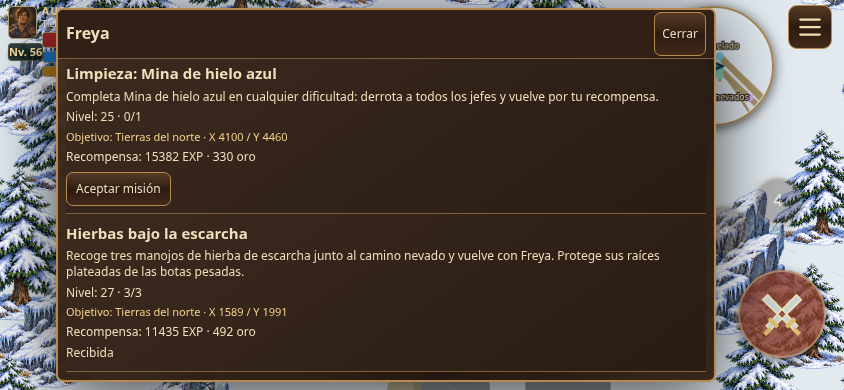 Freya
Cerrar
Nv. 56
elado
nevados
Limpieza: Mina de hielo azul
Completa Mina de hielo azul en cualquier dificultad: derrota a todos los jefes y vuelve por tu recompensa.
Nivel: 25 · 0/1
Objetivo: Tierras del norte · X 4100 / Y 4460
Recompensa: 15382 EXP · 330 oro
Aceptar misión
4
Hierbas bajo la escarcha
Recoge tres manojos de hierba de escarcha junto al camino nevado y vuelve con Freya. Protege sus raíces
plateadas de las botas pesadas.
Nivel: 27 · 3/3
Objetivo: Tierras del norte · X 1589 / Y 1991
Recompensa: 11435 EXP · 492 oro
Recibida